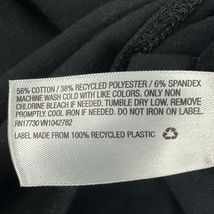 56% COTTON / 38% RECYCLED POLYESTER / 6% SPANDEX
MACHINE WASH COLD WITH LIKE COLORS. ONLY NON
CHLORINE BLEACH IF NEEDED. TUMBLE DRY LOW. REMOVE
PROMPTLY. COOL IRON IF NEEDED. DO NOT IRON ON LABEL.
RN17730 W1042782
LABEL MADE FROM 100% RECYCLED PLASTIC